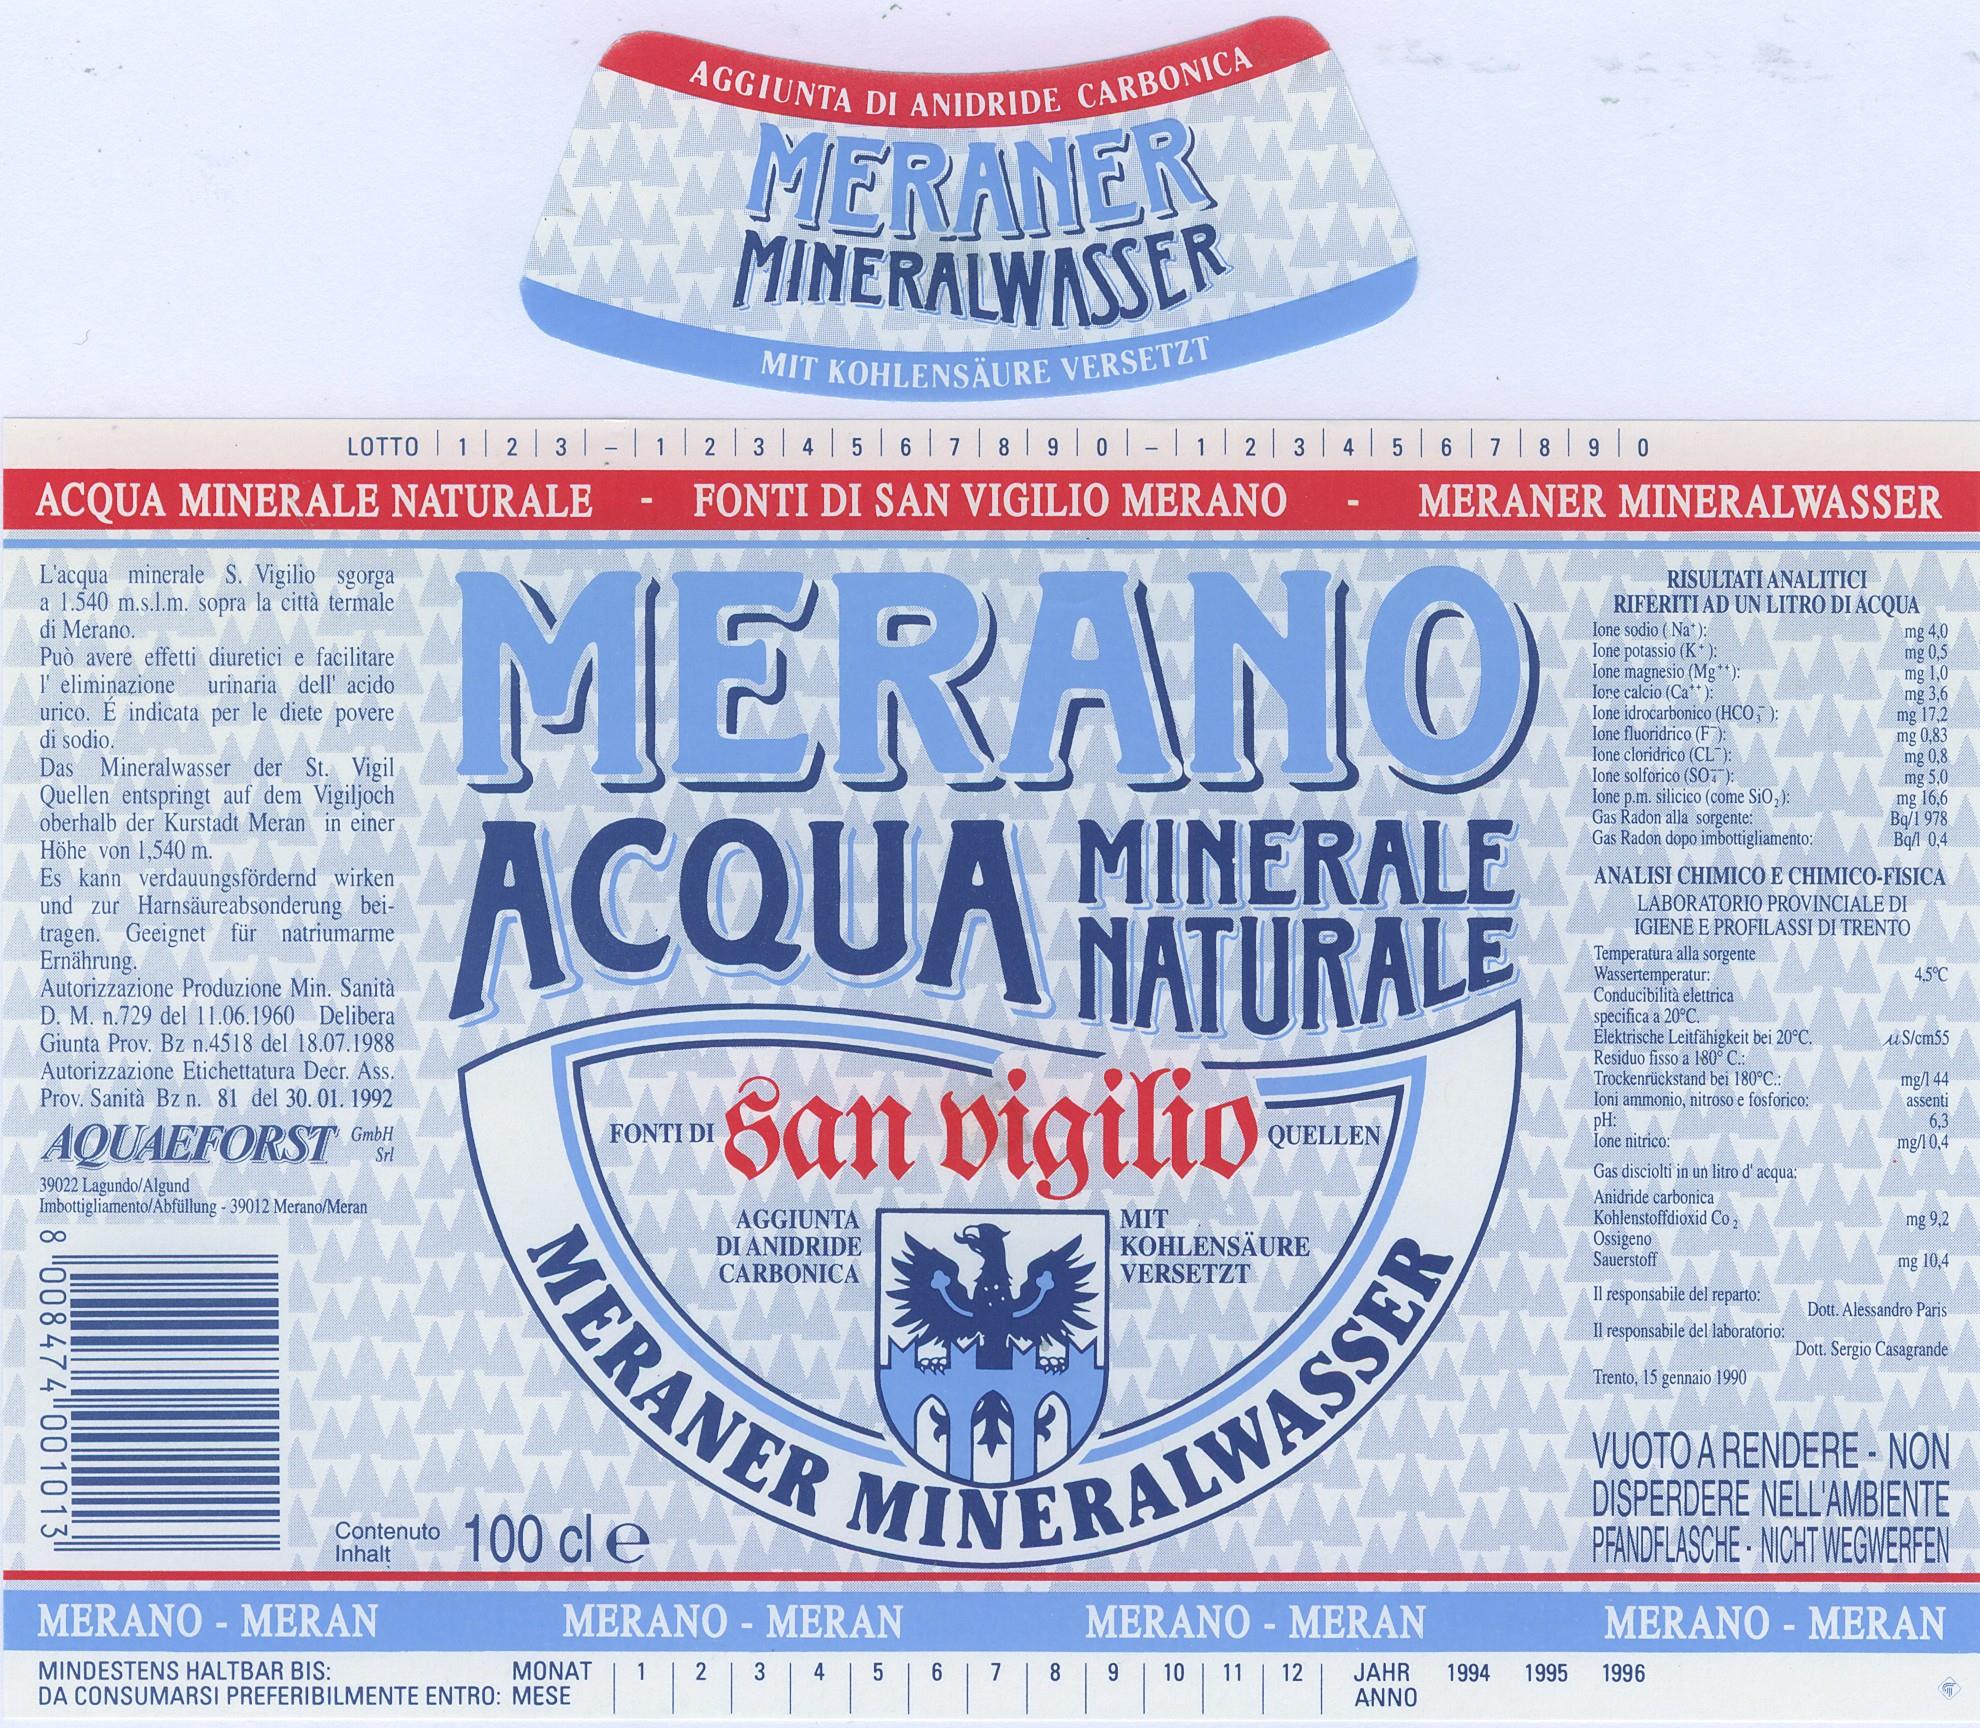 AGGIUNTA DI ANIDRIDE CARBONICA
MERANER
MINERALWASSER
MIT KOHLENSÄURE VERSETZT
LOTTO | 1 | 2 | 3 | – | 1 | 2 | 3 | 4 | 5 | 6 | 7 | 8 | 9 | 0 | – | 1 | 2 | 3 | 4 | 5 | 6 | 7 | 8 | 9 | 0
ACQUA MINERALE NATURALE - FONTI DI SAN VIGILIO MERANO - MERANER MINERALWASSER
L'acqua minerale S. Vigilio sgorga
a 1.540 m.s.l.m. sopra la città termale
di Merano.
Può avere effetti diuretici e facilitare
l' eliminazione urinaria dell' acido
urico. É indicata per le diete povere
di sodio.
Das Mineralwasser der St. Vigil
Quellen entspringt auf dem Vigiljoch
oberhalb der Kurstadt Meran in einer
Höhe von 1,540 m.
Es kann verdauungsfördernd wirken
und zur Harnsäureabsonderung bei-
tragen. Geeignet für natriumarme
Ernährung.
Autorizzazione Produzione Min. Sanità
D. M. n.729 del 11.06.1960 Delibera
Giunta Prov. Bz n.4518 del 18.07.1988
Autorizzazione Etichettatura Decr. Ass.
Prov. Sanità Bz n. 81 del 30. 01. 1992
AQUAEFORST GmbH
Srl
39022 Lagundo/Algund
Imbottigliamento/Abfüllung - 39012 Merano/Meran
8 008474 001013
Contenuto
Inhalt
100 cl e
MERANO
ACQUA
MINERALE
NATURALE
FONTI DI san vigilio QUELLEN
AGGIUNTA
DI ANIDRIDE
CARBONICA
MIT
KOHLENSÄURE
VERSETZT
MERANER MINERALWASSER
RISULTATI ANALITICI
RIFERITI AD UN LITRO DI ACQUA
Ione sodio ( Na⁺): mg 4,0
Ione potassio (K⁺ ): mg 0,5
Ione magnesio (Mg⁺⁺): mg 1,0
Ione calcio (Ca⁺⁺ ): mg 3,6
Ione idrocarbonico (HCO₃⁻ ): mg 17,2
Ione fluoridrico (F⁻): mg 0,83
Ione cloridrico (CL⁻): mg 0,8
Ione solforico (SO₄⁻⁻): mg 5,0
Ione p.m. silicico (come SiO₂): mg 16,6
Gas Radon alla sorgente: Bq/l 978
Gas Radon dopo imbottigliamento: Bq/l 0,4
ANALISI CHIMICO E CHIMICO-FISICA
LABORATORIO PROVINCIALE DI
IGIENE E PROFILASSI DI TRENTO
Temperatura alla sorgente
Wassertemperatur: 4,5°C
Conducibilità elettrica
specifica a 20°C.
Elektrische Leitfähigkeit bei 20°C. µS/cm55
Residuo fisso a 180° C.:
Trockenrückstand bei 180°C.: mg/l 44
Ioni ammonio, nitroso e fosforico: assenti
pH: 6,3
Ione nitrico: mg/l 0,4
Gas disciolti in un litro d' acqua:
Anidride carbonica
Kohlenstoffdioxid Co₂ mg 9,2
Ossigeno
Sauerstoff mg 10,4
Il responsabile del reparto:
Dott. Alessandro Paris
Il responsabile del laboratorio:
Dott. Sergio Casagrande
Trento, 15 gennaio 1990
VUOTO A RENDERE - NON
DISPERDERE NELL'AMBIENTE
PFANDFLASCHE - NICHT WEGWERFEN
MERANO - MERAN MERANO - MERAN MERANO - MERAN MERANO - MERAN
MINDESTENS HALTBAR BIS: MONAT | 1 | 2 | 3 | 4 | 5 | 6 | 7 | 8 | 9 | 10 | 11 | 12 | JAHR 1994 1995 1996
DA CONSUMARSI PREFERIBILMENTE ENTRO: MESE ANNO